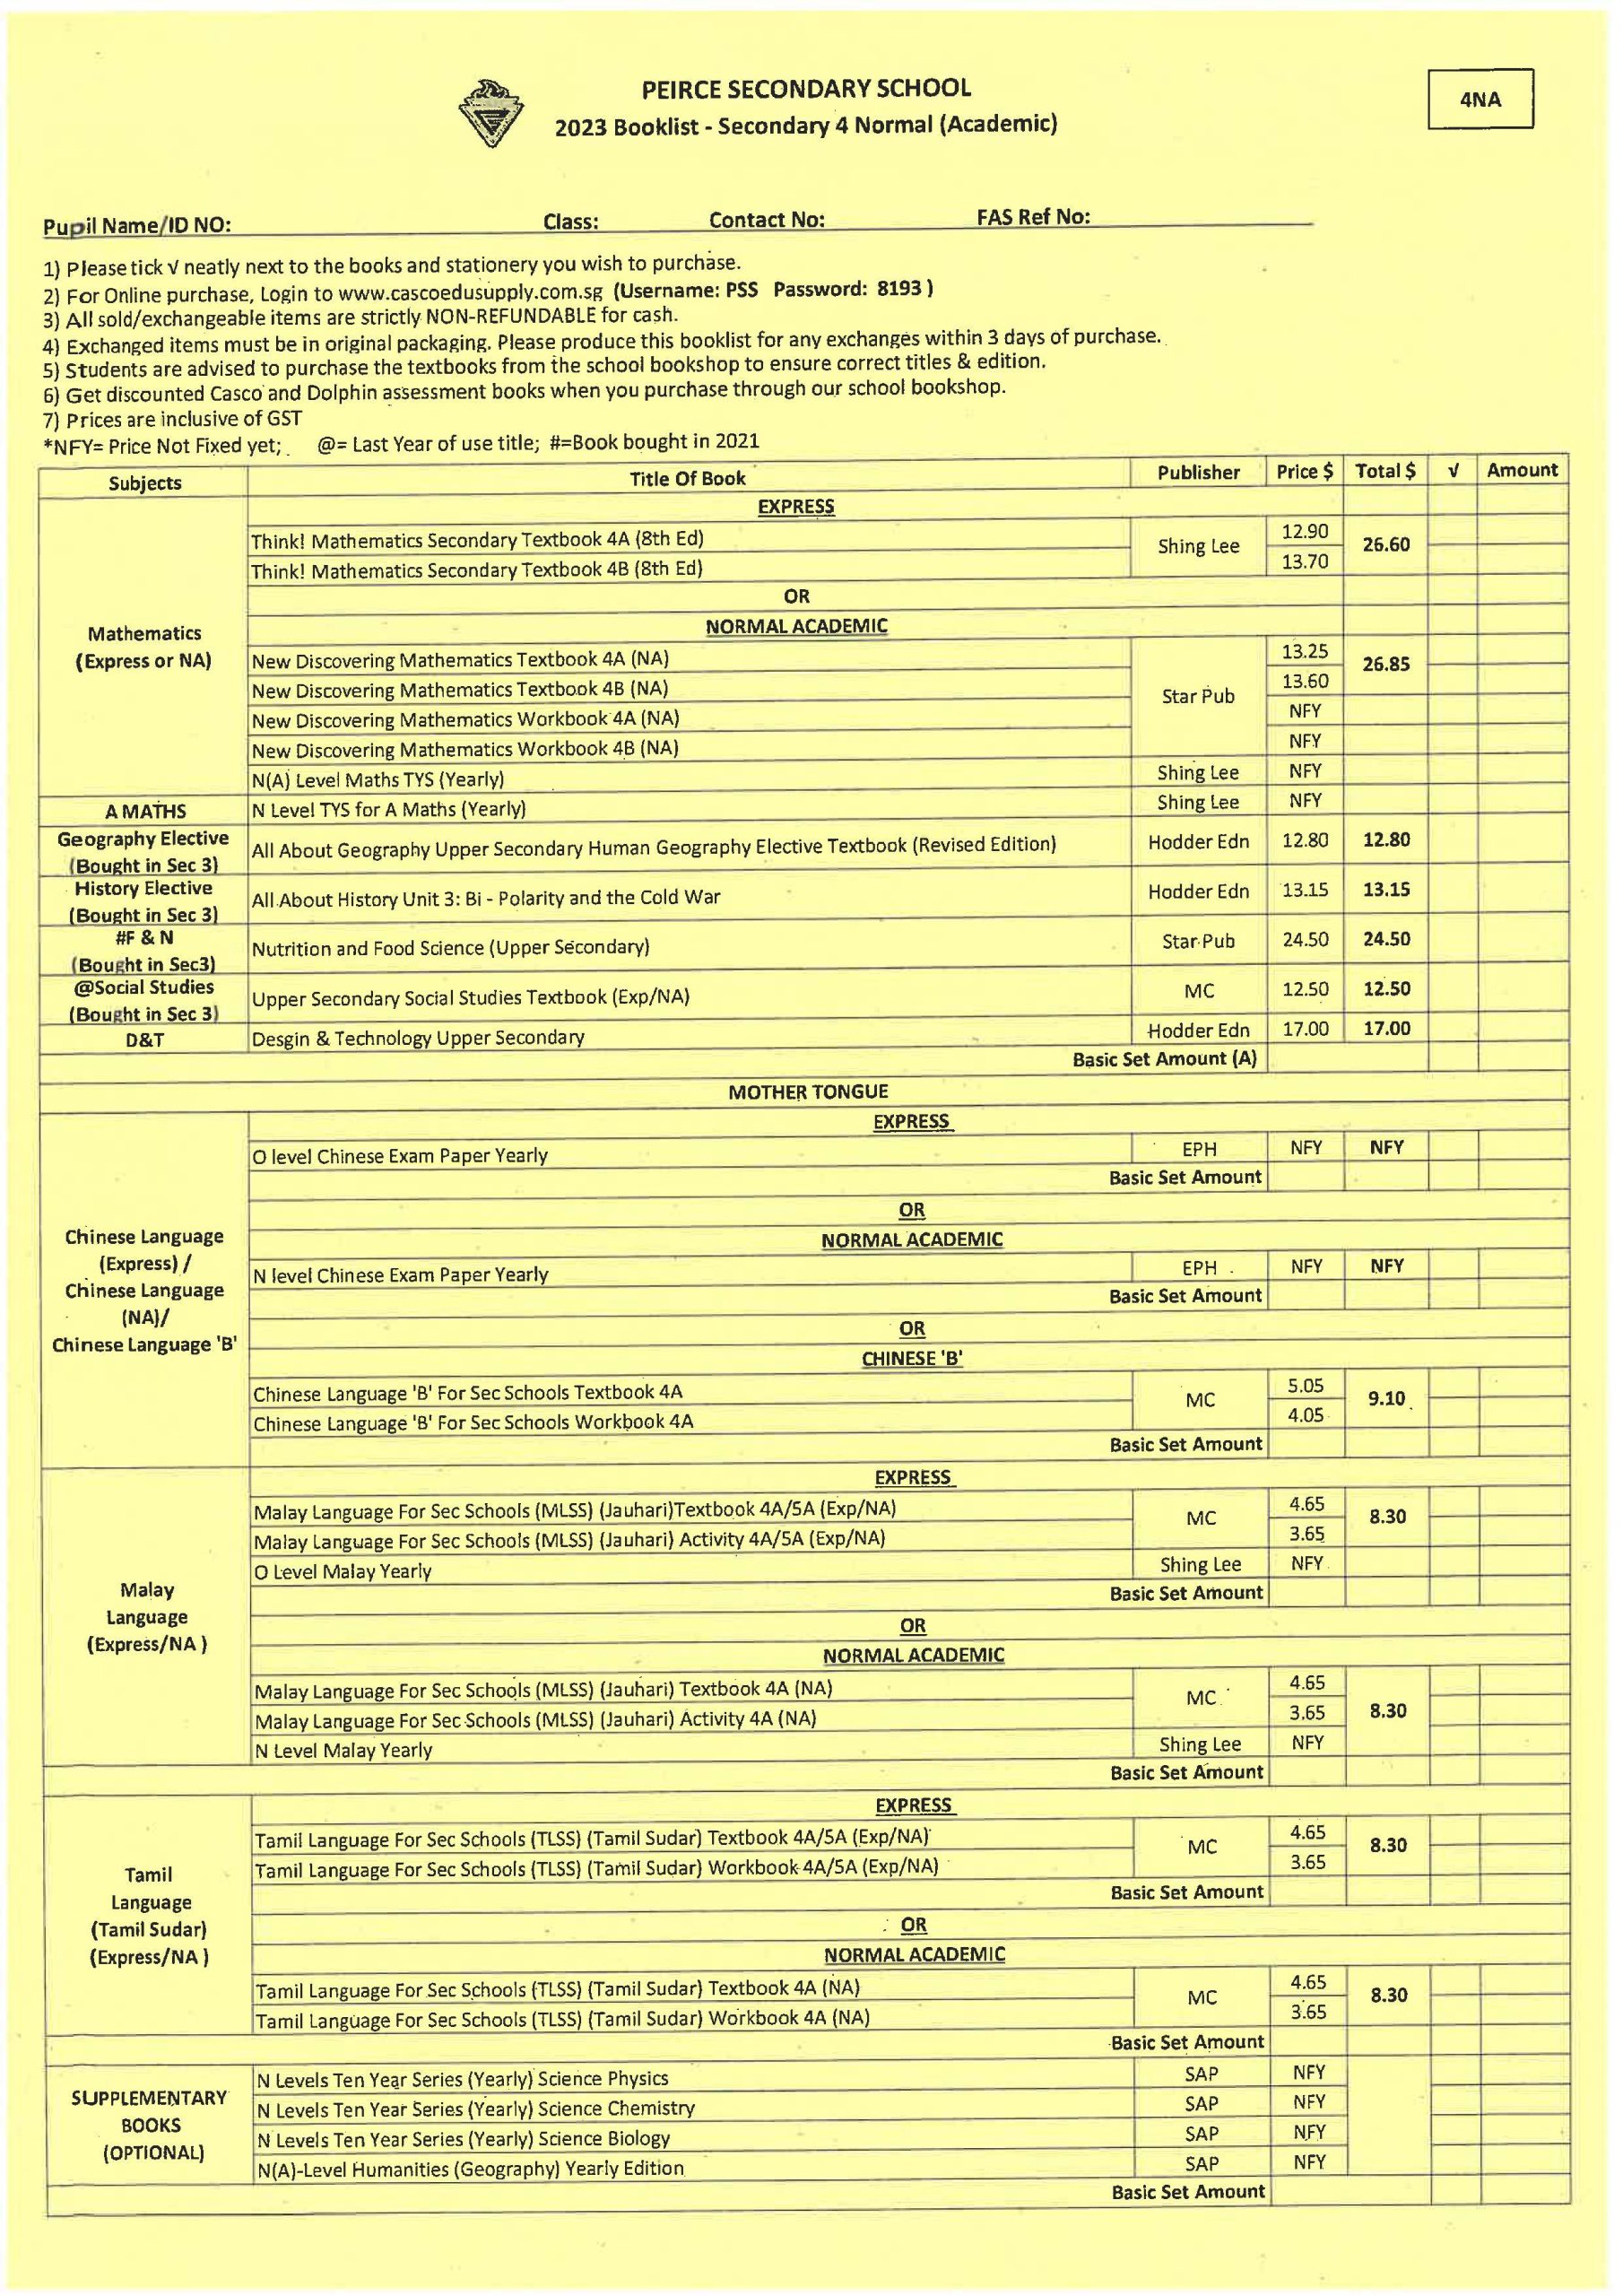 PEIRCE SECONDARY SCHOOL
4NA
2023 Booklist - Secondary 4 Normal (Academic)
Pupil Name/ID NO: Class: Contact No: FAS Ref No:
1) Please tick √ neatly next to the books and stationery you wish to purchase.
2) For Online purchase, Login to www.cascoedusupply.com.sg (Username: PSS Password: 8193 )
3) All sold/exchangeable items are strictly NON-REFUNDABLE for cash.
4) Exchanged items must be in original packaging. Please produce this booklist for any exchanges within 3 days of purchase.
5) Students are advised to purchase the textbooks from the school bookshop to ensure correct titles & edition.
6) Get discounted Casco and Dolphin assessment books when you purchase through our school bookshop.
7) Prices are inclusive of GST
*NFY= Price Not Fixed yet; @= Last Year of use title; #=Book bought in 2021
Subjects Title Of Book Publisher Price $ Total $ √ Amount
EXPRESS
Think! Mathematics Secondary Textbook 4A (8th Ed) Shing Lee 12.90 26.60
Think! Mathematics Secondary Textbook 4B (8th Ed) 13.70
OR
Mathematics
(Express or NA)
NORMAL ACADEMIC
New Discovering Mathematics Textbook 4A (NA) Star Pub 13.25 26.85
New Discovering Mathematics Textbook 4B (NA) 13.60
New Discovering Mathematics Workbook 4A (NA) NFY
New Discovering Mathematics Workbook 4B (NA) NFY
N(A) Level Maths TYS (Yearly) Shing Lee NFY
A MATHS N Level TYS for A Maths (Yearly) Shing Lee NFY
Geography Elective
(Bought in Sec 3)
All About Geography Upper Secondary Human Geography Elective Textbook (Revised Edition) Hodder Edn 12.80 12.80
History Elective
(Bought in Sec 3)
All About History Unit 3: Bi - Polarity and the Cold War Hodder Edn 13.15 13.15
#F & N
(Bought in Sec3)
Nutrition and Food Science (Upper Secondary) Star Pub 24.50 24.50
@Social Studies
(Bought in Sec 3)
Upper Secondary Social Studies Textbook (Exp/NA) MC 12.50 12.50
D&T Desgin & Technology Upper Secondary Hodder Edn 17.00 17.00
Basic Set Amount (A)
MOTHER TONGUE
EXPRESS
O level Chinese Exam Paper Yearly EPH NFY NFY
Basic Set Amount
OR
Chinese Language
(Express) /
Chinese Language
(NA)/
Chinese Language 'B'
NORMAL ACADEMIC
N level Chinese Exam Paper Yearly EPH NFY NFY
Basic Set Amount
OR
CHINESE 'B'
Chinese Language 'B' For Sec Schools Textbook 4A MC 5.05 9.10
Chinese Language 'B' For Sec Schools Workbook 4A 4.05
Basic Set Amount
EXPRESS
Malay Language For Sec Schools (MLSS) (Jauhari)Textbook 4A/5A (Exp/NA) MC 4.65 8.30
Malay Language For Sec Schools (MLSS) (Jauhari) Activity 4A/5A (Exp/NA) 3.65
O Level Malay Yearly Shing Lee NFY
Basic Set Amount
Malay
Language
(Express/NA )
OR
NORMAL ACADEMIC
Malay Language For Sec Schools (MLSS) (Jauhari) Textbook 4A (NA) MC 4.65 8.30
Malay Language For Sec Schools (MLSS) (Jauhari) Activity 4A (NA) 3.65
N Level Malay Yearly Shing Lee NFY
Basic Set Amount
EXPRESS
Tamil Language For Sec Schools (TLSS) (Tamil Sudar) Textbook 4A/5A (Exp/NA) MC 4.65 8.30
Tamil Language For Sec Schools (TLSS) (Tamil Sudar) Workbook 4A/5A (Exp/NA) 3.65
Basic Set Amount
Tamil
Language
(Tamil Sudar)
(Express/NA )
OR
NORMAL ACADEMIC
Tamil Language For Sec Schools (TLSS) (Tamil Sudar) Textbook 4A (NA) MC 4.65 8.30
Tamil Language For Sec Schools (TLSS) (Tamil Sudar) Workbook 4A (NA) 3.65
Basic Set Amount
SUPPLEMENTARY
BOOKS
(OPTIONAL)
N Levels Ten Year Series (Yearly) Science Physics SAP NFY
N Levels Ten Year Series (Yearly) Science Chemistry SAP NFY
N Levels Ten Year Series (Yearly) Science Biology SAP NFY
N(A)-Level Humanities (Geography) Yearly Edition SAP NFY
Basic Set Amount